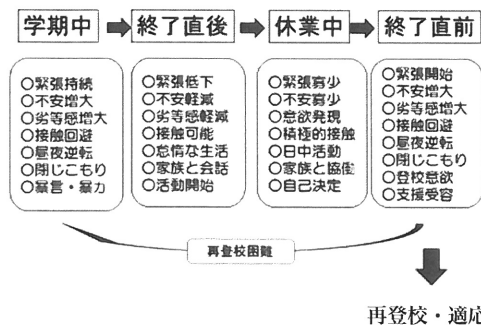 学期中
終了直後
休業中
終了直前
○緊張持続
○不安増大
○劣等感増大
○接触回避
○昼夜逆転
○閉じこもり
○暴言・暴力
○緊張低下
○不安軽減
○劣等感軽減
○接触可能
○怠惰な生活
○家族と会話
○活動開始
○緊張寡少
○不安寡少
○意欲発現
○積極的接触
○日中活動
○家族と協働
○自己決定
○緊張開始
○不安増大
○劣等感増大
○接触回避
○昼夜逆転
○閉じこもり
○登校意欲
○支援受容
再登校困難
再登校・適応